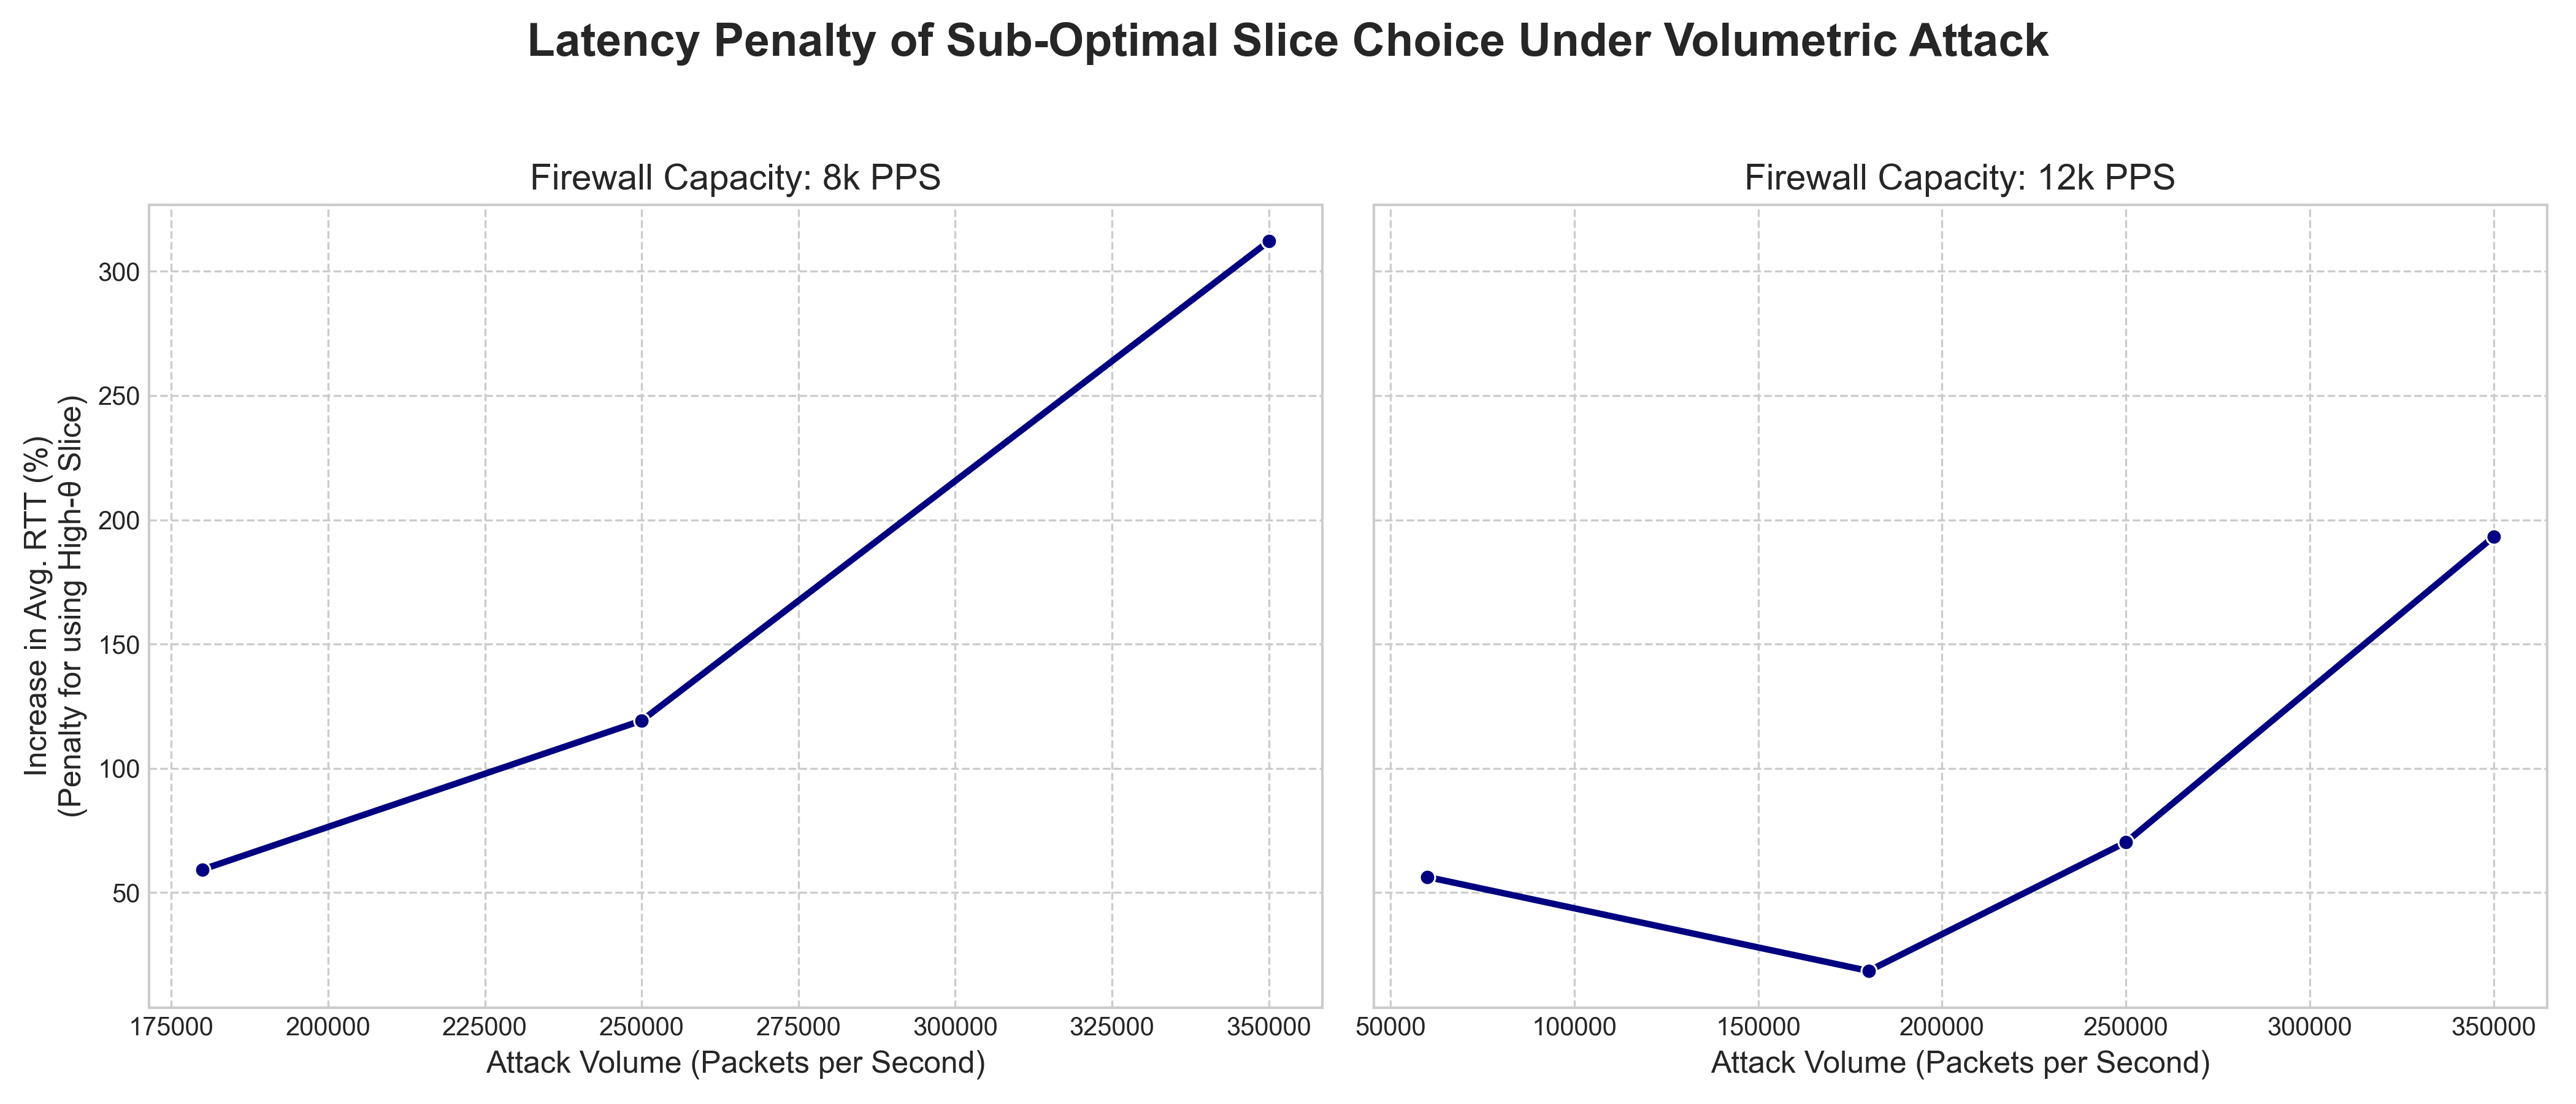 Latency Penalty of Sub-Optimal Slice Choice Under Volumetric Attack
Firewall Capacity: 8k PPS
Increase in Avg. RTT (%)
(Penalty for using High-θ Slice)
300
250
200
150
100
50
175000 200000 225000 250000 275000 300000 325000 350000
Attack Volume (Packets per Second)
Firewall Capacity: 12k PPS
50000 100000 150000 200000 250000 300000 350000
Attack Volume (Packets per Second)